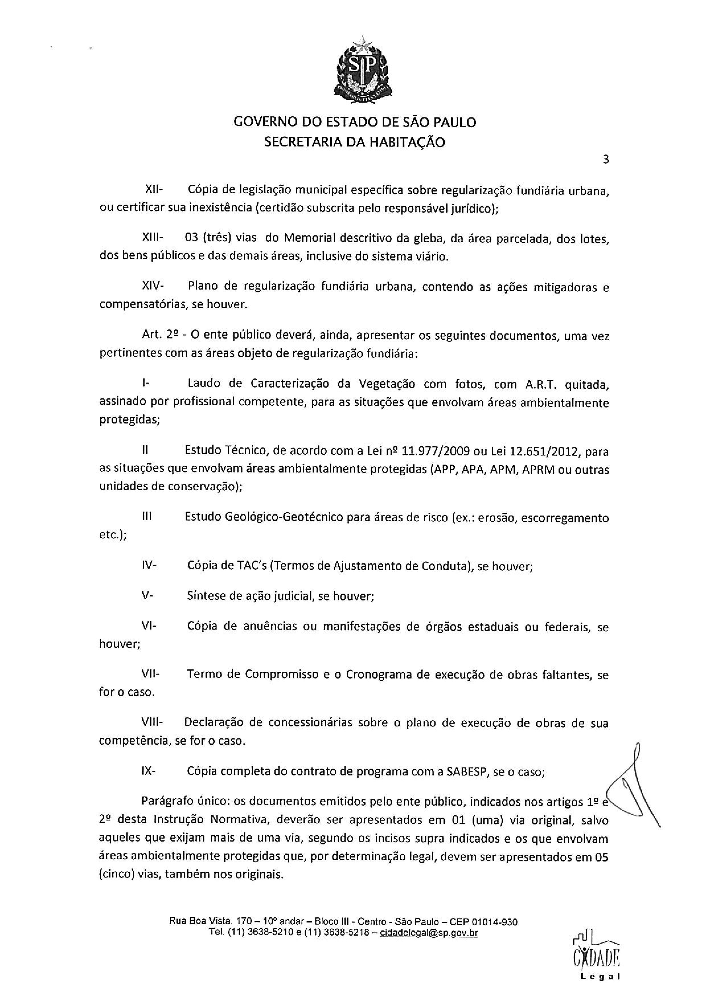 SP
GOVERNO DO ESTADO DE SÃO PAULO
SECRETARIA DA HABITAÇÃO
3
XII- Cópia de legislação municipal específica sobre regularização fundiária urbana,
ou certificar sua inexistência (certidão subscrita pelo responsável jurídico);
XIII- 03 (três) vias do Memorial descritivo da gleba, da área parcelada, dos lotes,
dos bens públicos e das demais áreas, inclusive do sistema viário.
XIV- Plano de regularização fundiária urbana, contendo as ações mitigadoras e
compensatórias, se houver.
Art. 2º - O ente público deverá, ainda, apresentar os seguintes documentos, uma vez
pertinentes com as áreas objeto de regularização fundiária:
I- Laudo de Caracterização da Vegetação com fotos, com A.R.T. quitada,
assinado por profissional competente, para as situações que envolvam áreas ambientalmente
protegidas;
II Estudo Técnico, de acordo com a Lei nº 11.977/2009 ou Lei 12.651/2012, para
as situações que envolvam áreas ambientalmente protegidas (APP, APA, APM, APRM ou outras
unidades de conservação);
III Estudo Geológico-Geotécnico para áreas de risco (ex.: erosão, escorregamento
etc.);
IV- Cópia de TAC's (Termos de Ajustamento de Conduta), se houver;
V- Síntese de ação judicial, se houver;
VI- Cópia de anuências ou manifestações de órgãos estaduais ou federais, se
houver;
VII- Termo de Compromisso e o Cronograma de execução de obras faltantes, se
for o caso.
VIII- Declaração de concessionárias sobre o plano de execução de obras de sua
competência, se for o caso.
IX- Cópia completa do contrato de programa com a SABESP, se o caso;
Parágrafo único: os documentos emitidos pelo ente público, indicados nos artigos 1º e
2º desta Instrução Normativa, deverão ser apresentados em 01 (uma) via original, salvo
aqueles que exijam mais de uma via, segundo os incisos supra indicados e os que envolvam
áreas ambientalmente protegidas que, por determinação legal, devem ser apresentados em 05
(cinco) vias, também nos originais.
Rua Boa Vista, 170 – 10º andar – Bloco III - Centro - São Paulo – CEP 01014-930
Tel. (11) 3638-5210 e (11) 3638-5218 – cidadelegal@sp.gov.br
CIDADE
Legal